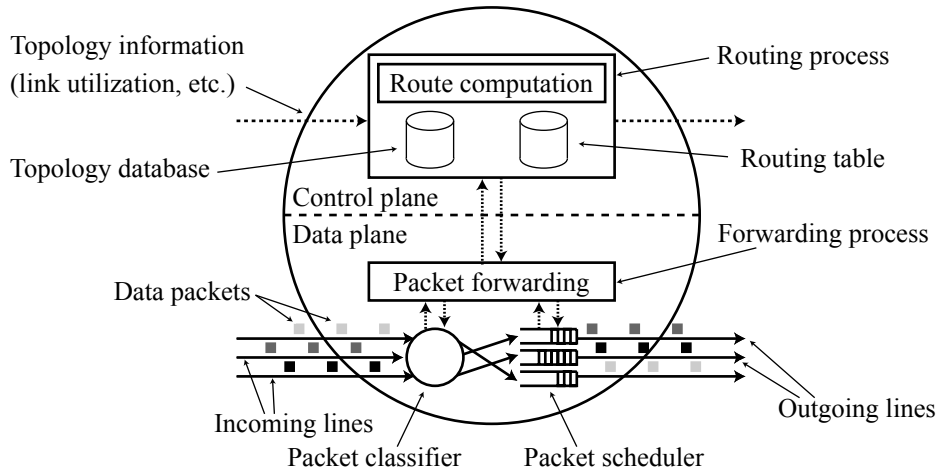 Topology information
(link utilization, etc.)
Routing process
Route computation
Topology database
Routing table
Control plane
Data plane
Forwarding process
Packet forwarding
Data packets
Incoming lines
Outgoing lines
Packet classifier
Packet scheduler